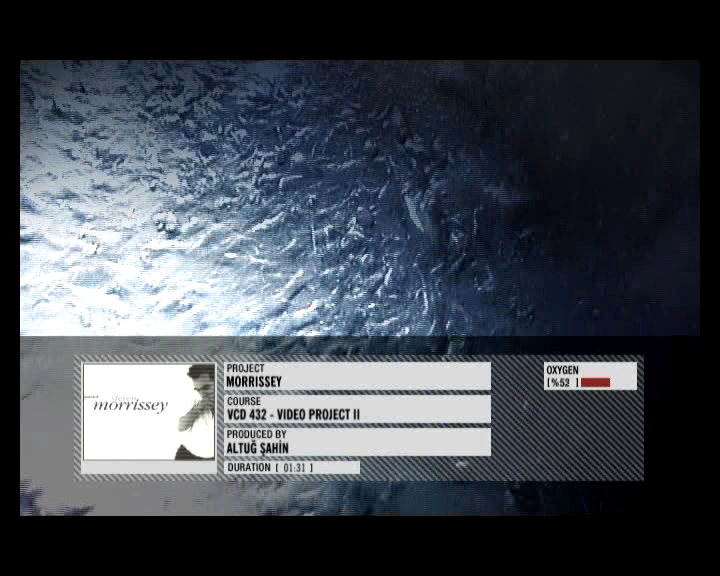 morrissey
PROJECT
MORRISSEY
COURSE
VCD 432 - VIDEO PROJECT II
PRODUCED BY
ALTUĞ ŞAHİN
DURATION [ 01:31 ]
OXYGEN
[ %52 ]